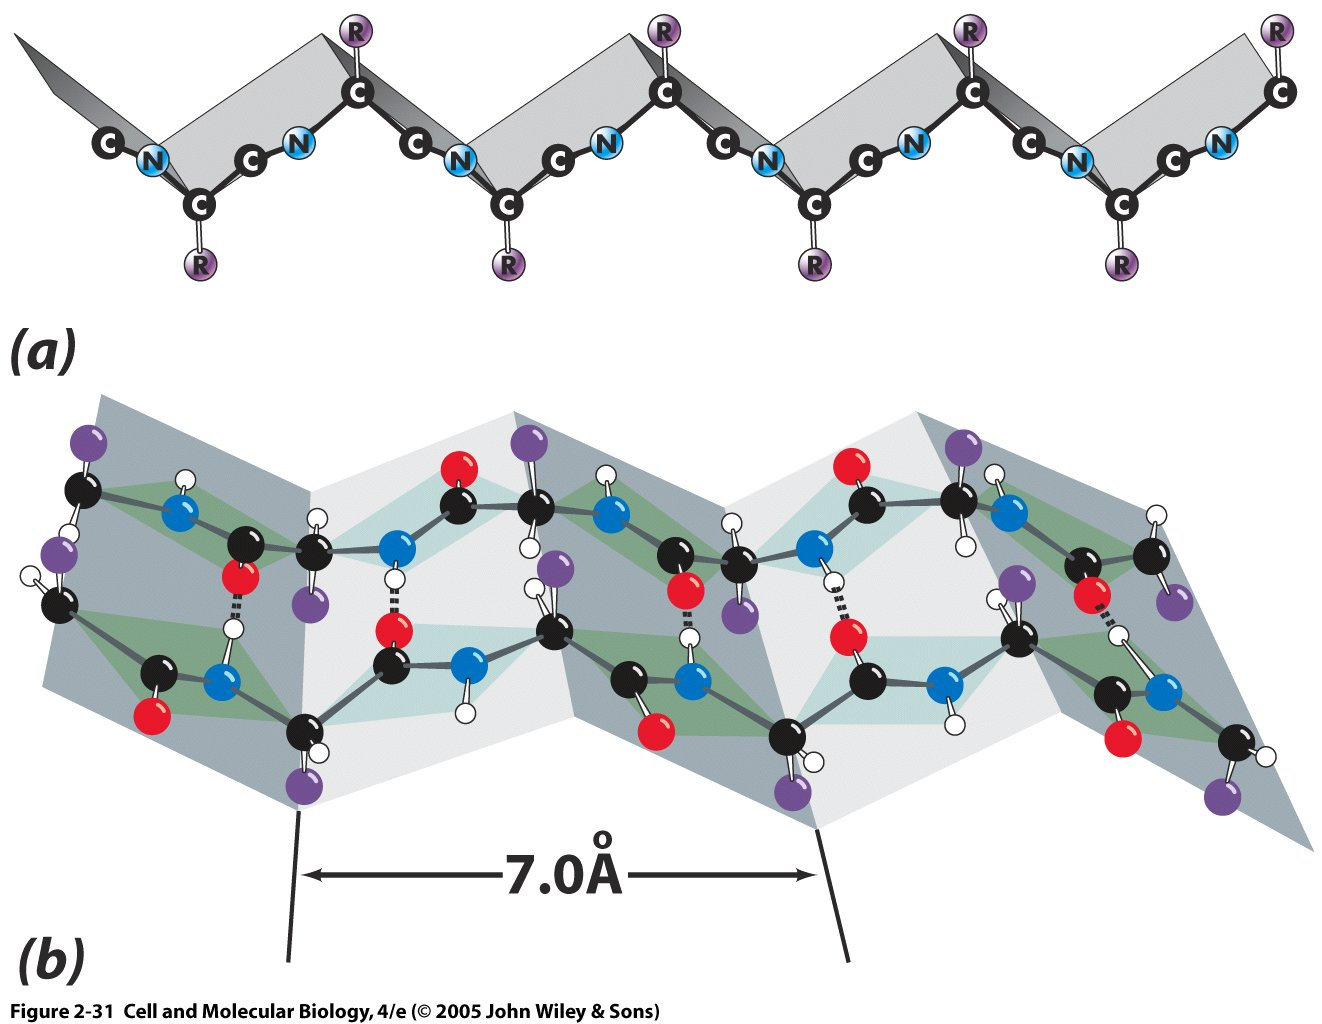 R R R R
C N C N C C N C N C C N C N C C N C N C
C C C C
R R R R
(a)
7.0Å
(b)
Figure 2-31 Cell and Molecular Biology, 4/e (© 2005 John Wiley & Sons)